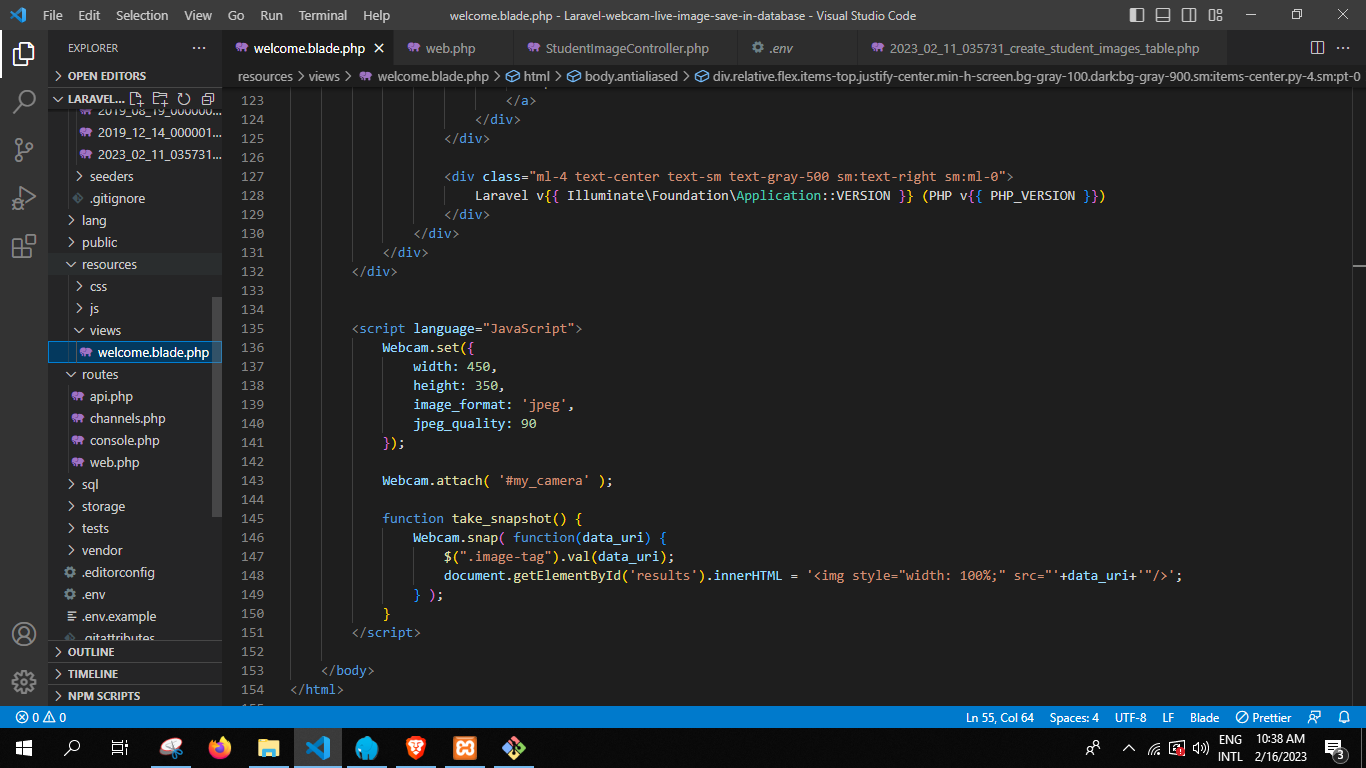 File Edit Selection View Go Run Terminal Help
welcome.blade.php - Laravel-webcam-live-image-save-in-database - Visual Studio Code
EXPLORER
OPEN EDITORS
LARAVEL...
2019_08_19_000000...
2019_12_14_000001...
2023_02_11_035731...
seeders
.gitignore
lang
public
resources
css
js
views
welcome.blade.php
routes
api.php
channels.php
console.php
web.php
sql
storage
tests
vendor
.editorconfig
.env
.env.example
.gitattributes
OUTLINE
TIMELINE
NPM SCRIPTS
welcome.blade.php web.php StudentImageController.php .env 2023_02_11_035731_create_student_images_table.php
resources > views > welcome.blade.php > html > body.antialiased > div.relative.flex.items-top.justify-center.min-h-screen.bg-gray-100.dark:bg-gray-900.sm:items-center.py-4.sm:pt-0
123 </a>
124 </div>
125 </div>
126
127 <div class="ml-4 text-center text-sm text-gray-500 sm:text-right sm:ml-0">
128 Laravel v{{ Illuminate\Foundation\Application::VERSION }} (PHP v{{ PHP_VERSION }})
129 </div>
130 </div>
131 </div>
132 </div>
133
134
135 <script language="JavaScript">
136 Webcam.set({
137 width: 450,
138 height: 350,
139 image_format: 'jpeg',
140 jpeg_quality: 90
141 });
142
143 Webcam.attach( '#my_camera' );
144
145 function take_snapshot() {
146 Webcam.snap( function(data_uri) {
147 $(".image-tag").val(data_uri);
148 document.getElementById('results').innerHTML = '<img style="width: 100%;" src="'+data_uri+'"/>';
149 } );
150 }
151 </script>
152
153 </body>
154 </html>
0 0
Ln 55, Col 64 Spaces: 4 UTF-8 LF Blade Prettier
ENG
INTL
10:38 AM
2/16/2023
3